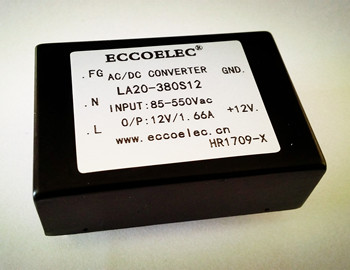 ECCOELEC®
.FG AC/DC CONVERTER GND.
LA20-380S12
.N INPUT:85-550Vac +12V.
.L O/P:12V/1.66A
www.eccoelec.cn
HR1709-X